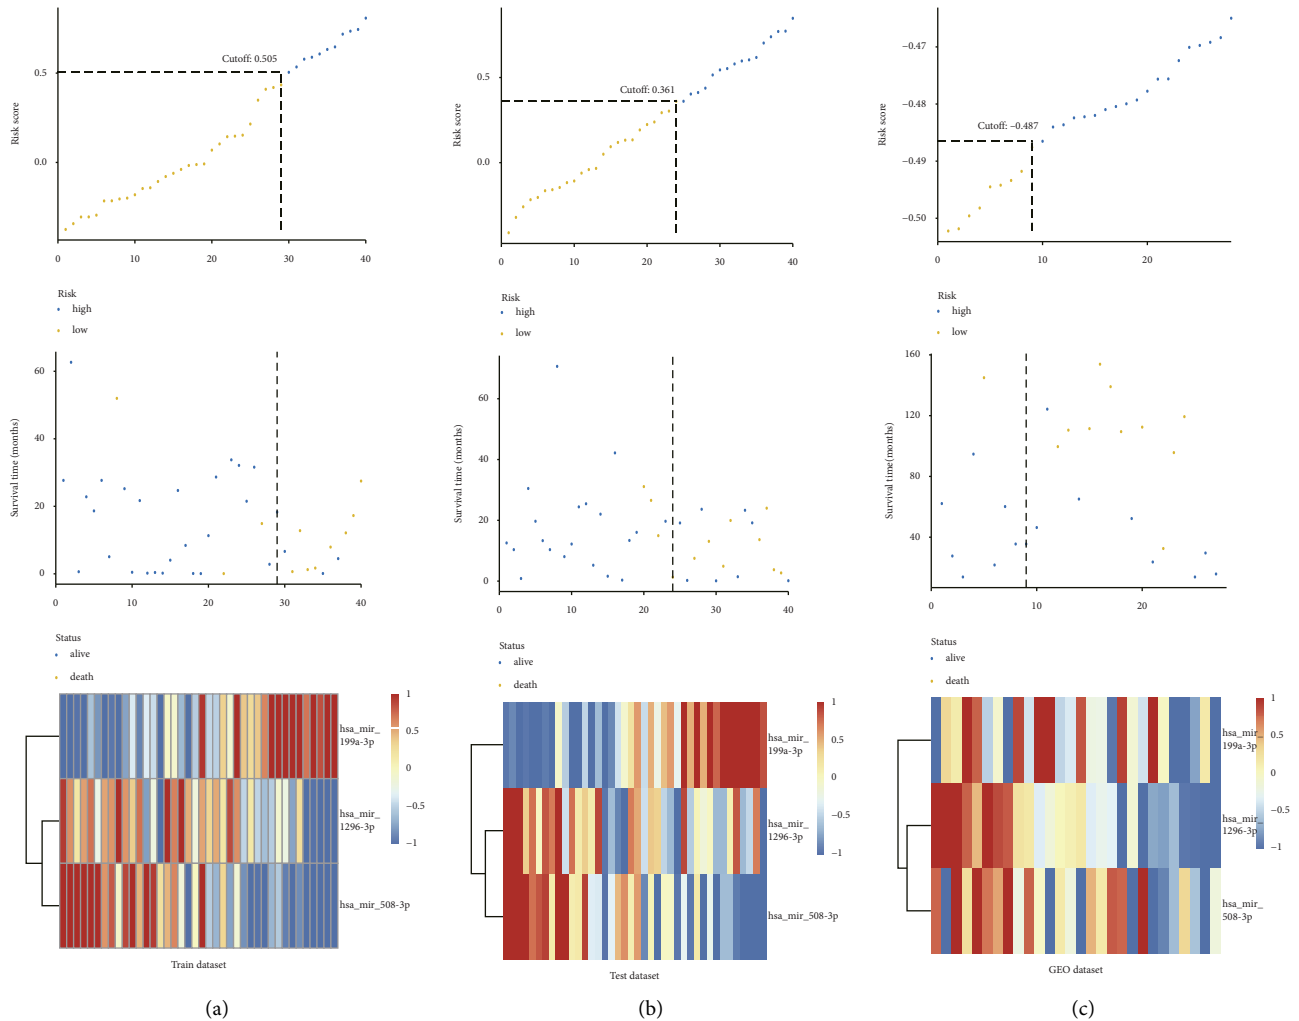 Risk score
0.5
0.0
Cutoff: 0.505
0
10
20
30
40
Risk
high
low
Survival time (months)
60
40
20
0
0
10
20
30
40
Status
alive
death
1
0.5
0
−0.5
−1
hsa_mir_
199a-3p
hsa_mir_
1296-3p
hsa_mir_508-3p
Train dataset
(a)
Risk score
0.5
0.0
Cutoff: 0.361
0
10
20
30
40
Risk
high
low
Survival time (months)
60
40
20
0
0
10
20
30
40
Status
alive
death
1
0.5
0
−0.5
−1
hsa_mir_
199a-3p
hsa_mir_
1296-3p
hsa_mir_508-3p
Test dataset
(b)
Risk score
−0.47
−0.48
−0.49
−0.50
Cutoff: −0.487
0
10
20
Risk
high
low
Survival time(months)
160
120
80
40
0
10
20
Status
alive
death
1
0.5
0
−0.5
−1
hsa_mir_
199a-3p
hsa_mir_
1296-3p
hsa_mir_
508-3p
GEO dataset
(c)